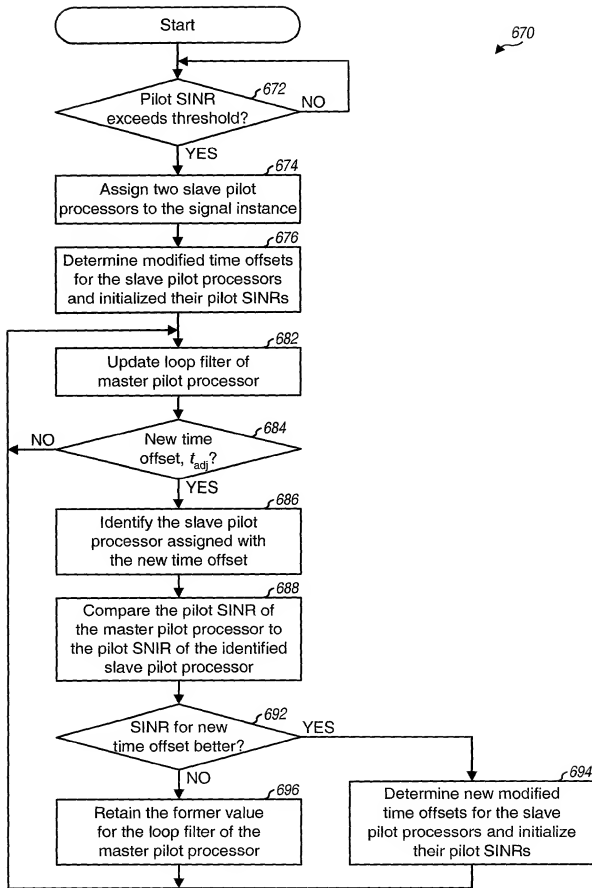 Start
670
672
Pilot SINR
exceeds threshold?
NO
YES
674
Assign two slave pilot
processors to the signal instance
676
Determine modified time offsets
for the slave pilot processors
and initialized their pilot SINRs
682
Update loop filter of
master pilot processor
684
NO
New time
offset, tadj?
YES
686
Identify the slave pilot
processor assigned with
the new time offset
688
Compare the pilot SINR of
the master pilot processor to
the pilot SNIR of the identified
slave pilot processor
692
SINR for new
time offset better?
YES
NO
696
Retain the former value
for the loop filter of the
master pilot processor
694
Determine new modified
time offsets for the slave
pilot processors and initialize
their pilot SINRs